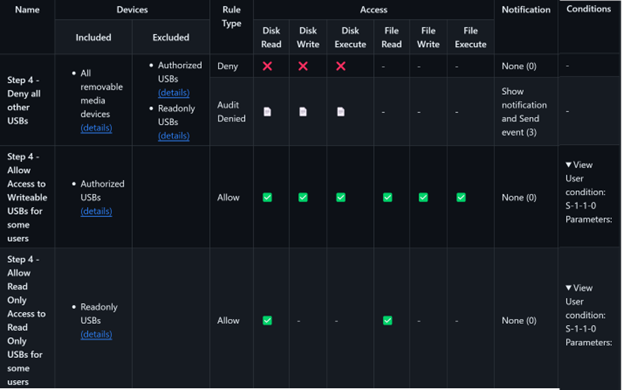 Name Devices Rule Type Access Notification Conditions
Included Excluded Disk Read Disk Write Disk Execute File Read File Write File Execute
Step 4 - Deny all other USBs
• All removable media devices (details)
• Authorized USBs (details)
• Readonly USBs (details)
Deny ❌ ❌ ❌ - - - None (0) -
Audit Denied 📄 📄 📄 - - - Show notification and Send event (3) -
Step 4 - Allow Access to Writeable USBs for some users
• Authorized USBs (details)
Allow ✅ ✅ ✅ ✅ ✅ ✅ None (0)
▼ View
User condition: S-1-1-0
Parameters:
Step 4 - Allow Read Only Access to Read Only USBs for some users
• Readonly USBs (details)
Allow ✅ - - ✅ - - None (0)
▼ View
User condition: S-1-1-0
Parameters: